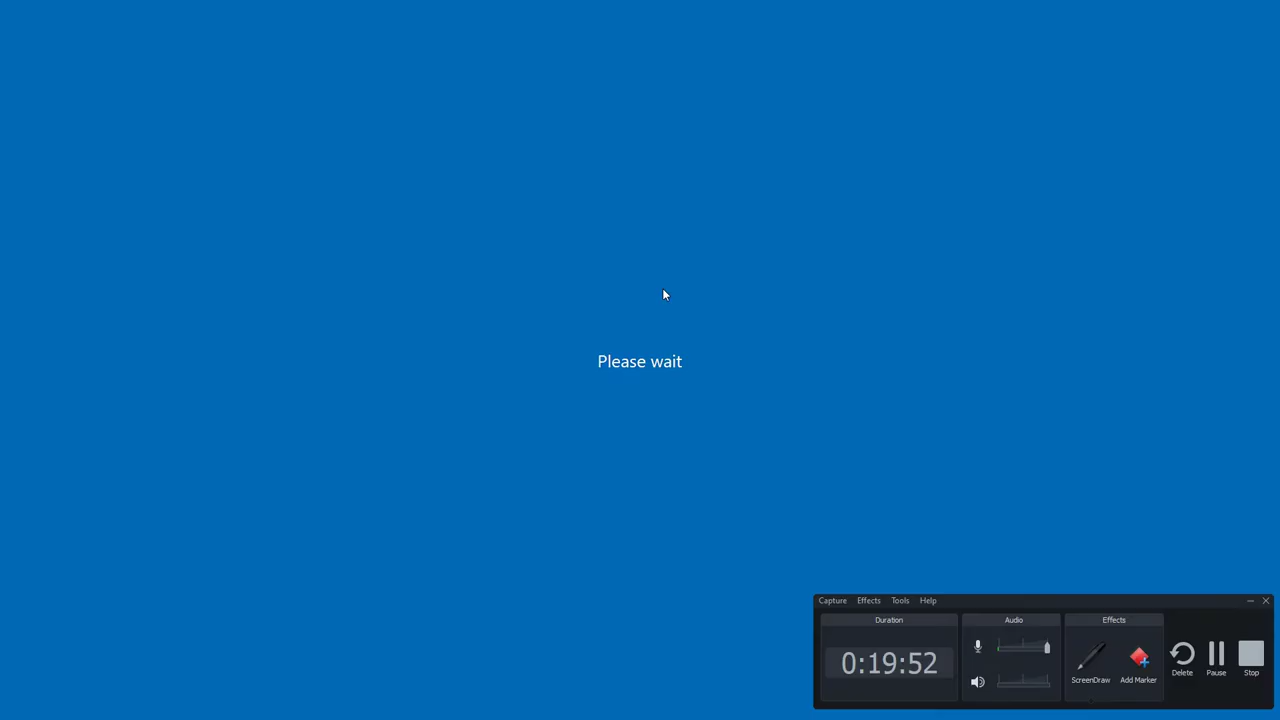 Please wait
Capture Effects Tools Help
Duration
Audio
Effects
0:19:52
ScreenDraw
Add Marker
Delete
Pause
Stop